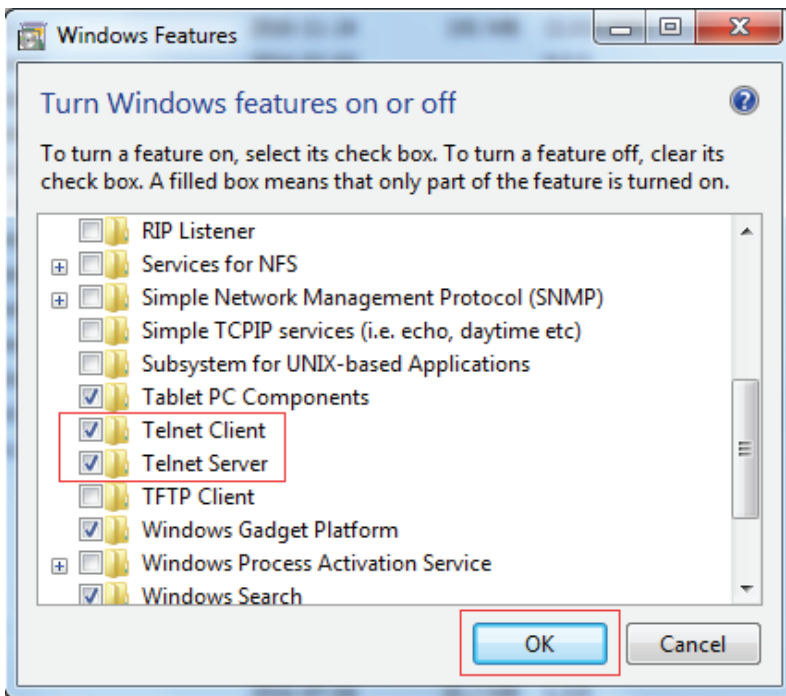 Windows Features
Turn Windows features on or off
To turn a feature on, select its check box. To turn a feature off, clear its
check box. A filled box means that only part of the feature is turned on.
RIP Listener
Services for NFS
Simple Network Management Protocol (SNMP)
Simple TCPIP services (i.e. echo, daytime etc)
Subsystem for UNIX-based Applications
Tablet PC Components
Telnet Client
Telnet Server
TFTP Client
Windows Gadget Platform
Windows Process Activation Service
Windows Search
OK Cancel